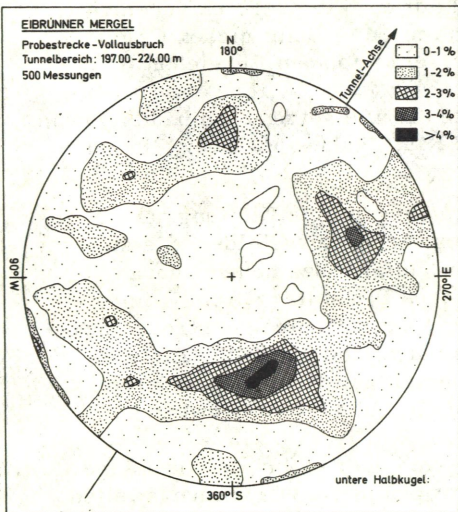 EIBRUNNER MERGEL
Probestrecke - Vollausbruch
Tunnelbereich: 197.00-224.00 m
500 Messungen
N
180°
Tunnel-Achse
0-1 %
1-2%
2-3%
3-4%
>4%
90° W
270° E
untere Halbkugel:
360° S